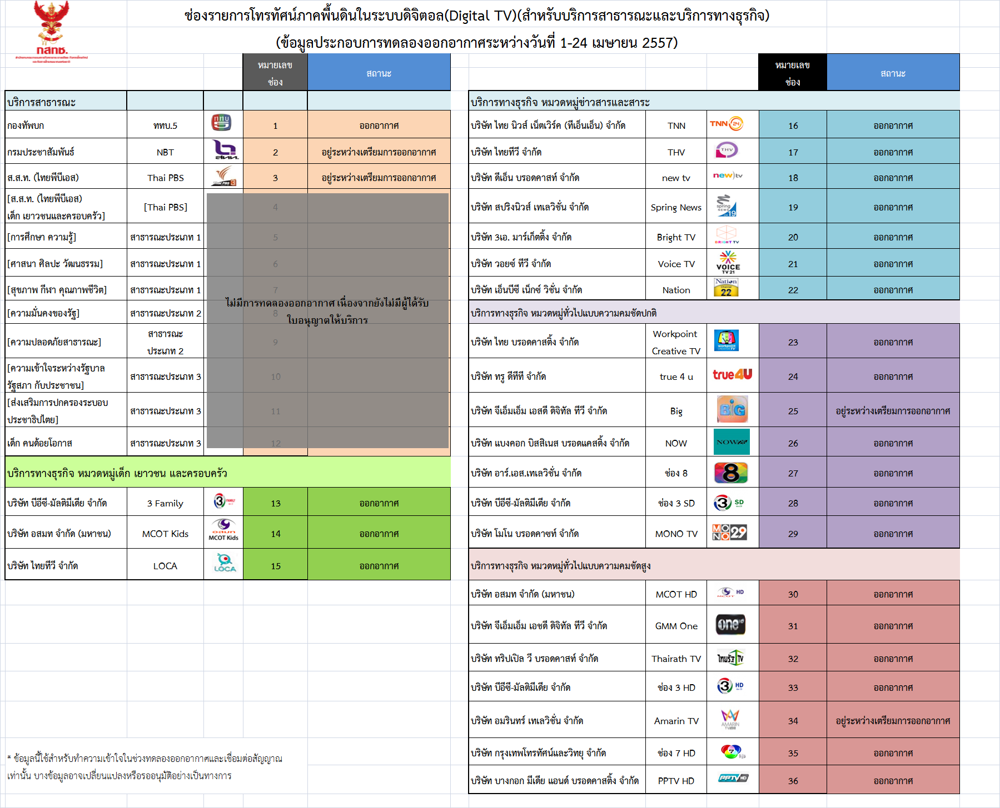 ช่องรายการโทรทัศน์ภาคพื้นดินในระบบดิจิตอล(Digital TV)(สำหรับบริการสาธารณะและบริการทางธุรกิจ)
(ข้อมูลประกอบการทดลองออกอากาศระหว่างวันที่ 1-24 เมษายน 2557)
กสทช.
หมายเลข
ช่อง
สถานะ
บริการสาธารณะ
กองทัพบก ททบ.5 1 ออกอากาศ
กรมประชาสัมพันธ์ NBT สทท. 2 อยู่ระหว่างเตรียมการออกอากาศ
ส.ส.ท. (ไทยพีบีเอส) Thai PBS Thai PBS 3 อยู่ระหว่างเตรียมการออกอากาศ
[ส.ส.ท. (ไทยพีบีเอส)
เด็ก เยาวชนและครอบครัว] [Thai PBS] 4
[การศึกษา ความรู้] สาธารณะประเภท 1 5
[ศาสนา ศิลปะ วัฒนธรรม] สาธารณะประเภท 1 6
[สุขภาพ กีฬา คุณภาพชีวิต] สาธารณะประเภท 1 7
ไม่มีการทดลองออกอากาศ เนื่องจากยังไม่มีผู้ได้รับ
ใบอนุญาตให้บริการ
[ความมั่นคงของรัฐ] สาธารณะประเภท 2 8
[ความปลอดภัยสาธารณะ] สาธารณะ
ประเภท 2 9
[ความเข้าใจระหว่างรัฐบาล
รัฐสภา กับประชาชน] สาธารณะประเภท 3 10
[ส่งเสริมการปกครองระบอบ
ประชาธิปไตย] สาธารณะประเภท 3 11
เด็ก คนด้อยโอกาส สาธารณะประเภท 3 12
บริการทางธุรกิจ หมวดหมู่เด็ก เยาวชน และครอบครัว
บริษัท บีอีซี-มัลติมีเดีย จำกัด 3 Family 3 FAMILY 13 ออกอากาศ
บริษัท อสมท จำกัด (มหาชน) MCOT Kids อสมท MCOT Kids 14 ออกอากาศ
บริษัท ไทยทีวี จำกัด LOCA LOCA 15 ออกอากาศ
* ข้อมูลนี้ใช้สำหรับทำความเข้าใจในช่วงทดลองออกอากาศและเชื่อมต่อสัญญาณ
เท่านั้น บางข้อมูลอาจเปลี่ยนแปลงหรือรออนุมัติอย่างเป็นทางการ
หมายเลข
ช่อง
สถานะ
บริการทางธุรกิจ หมวดหมู่ข่าวสารและสาระ
บริษัท ไทย นิวส์ เน็ตเวิร์ค (ทีเอ็นเอ็น) จำกัด TNN TNN 24 16 ออกอากาศ
บริษัท ไทยทีวี จำกัด THV THV 17 ออกอากาศ
บริษัท ดีเอ็น บรอดคาสท์ จำกัด new tv new)tv 18 ออกอากาศ
บริษัท สปริงนิวส์ เทเลวิชั่น จำกัด Spring News spring NEWS 19 19 ออกอากาศ
บริษัท 3เอ. มาร์เก็ตติ้ง จำกัด Bright TV BRIGHT TV 20 ออกอากาศ
บริษัท วอยซ์ ทีวี จำกัด Voice TV VOICE TV 21 21 ออกอากาศ
บริษัท เอ็นบีซี เน็กซ์ วิชั่น จำกัด Nation Nation Channel 22 22 ออกอากาศ
บริการทางธุรกิจ หมวดหมู่ทั่วไปแบบความคมชัดปกติ
บริษัท ไทย บรอดคาสติ้ง จำกัด Workpoint
Creative TV workpoint CREATIVE TV 23 ออกอากาศ
บริษัท ทรู ดีทีที จำกัด true 4 u true4U 24 ออกอากาศ
บริษัท จีเอ็มเอ็ม เอสดี ดิจิทัล ทีวี จำกัด Big BiG 25 อยู่ระหว่างเตรียมการออกอากาศ
บริษัท แบงคอก บิสสิเนส บรอดแคสติ้ง จำกัด NOW NOW26 26 ออกอากาศ
บริษัท อาร์.เอส.เทเลวิชั่น จำกัด ช่อง 8 8 27 ออกอากาศ
บริษัท บีอีซี-มัลติมีเดีย จำกัด ช่อง 3 SD 3 SD 28 ออกอากาศ
บริษัท โมโน บรอดคาซท์ จำกัด MONO TV MONO 29 29 ออกอากาศ
บริการทางธุรกิจ หมวดหมู่ทั่วไปแบบความคมชัดสูง
บริษัท อสมท จำกัด (มหาชน) MCOT HD MCOT HD 30 ออกอากาศ
บริษัท จีเอ็มเอ็ม เอชดี ดิจิทัล ทีวี จำกัด GMM One one 31 ออกอากาศ
บริษัท ทริปเปิล วี บรอดคาสท์ จำกัด Thairath TV ไทยรัฐ TV 32 ออกอากาศ
บริษัท บีอีซี-มัลติมีเดีย จำกัด ช่อง 3 HD 3 HD 33 ออกอากาศ
บริษัท อมรินทร์ เทเลวิชั่น จำกัด Amarin TV AMARIN 34 อยู่ระหว่างเตรียมการออกอากาศ
บริษัท กรุงเทพโทรทัศน์และวิทยุ จำกัด ช่อง 7 HD 7 35 ออกอากาศ
บริษัท บางกอก มีเดีย แอนด์ บรอดคาสติ้ง จำกัด PPTV HD PPTV HD 36 ออกอากาศ